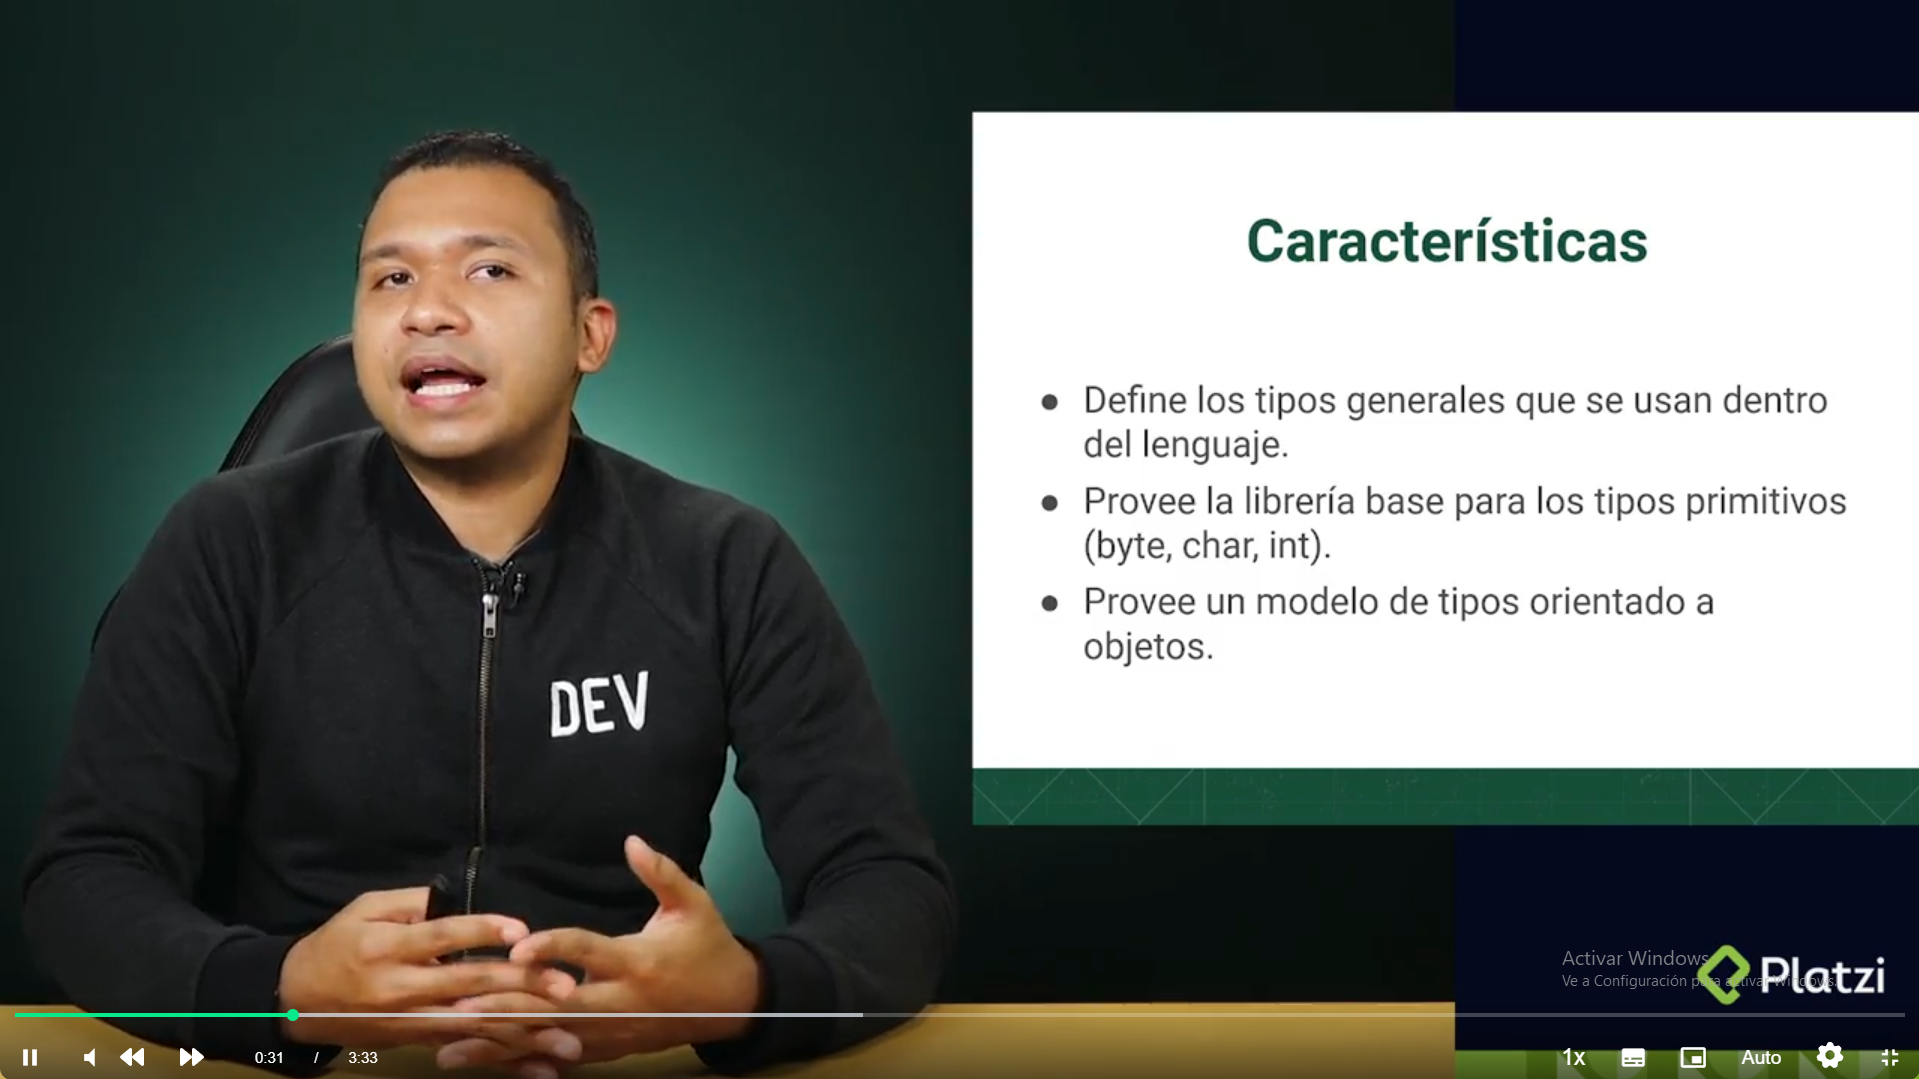 Características
● Define los tipos generales que se usan dentro
del lenguaje.
● Provee la librería base para los tipos primitivos
(byte, char, int).
● Provee un modelo de tipos orientado a
objetos.
DEV
Activar Windows
Ve a Configuración para activar Windows.
Platzi
0:31 / 3:33
1x
Auto